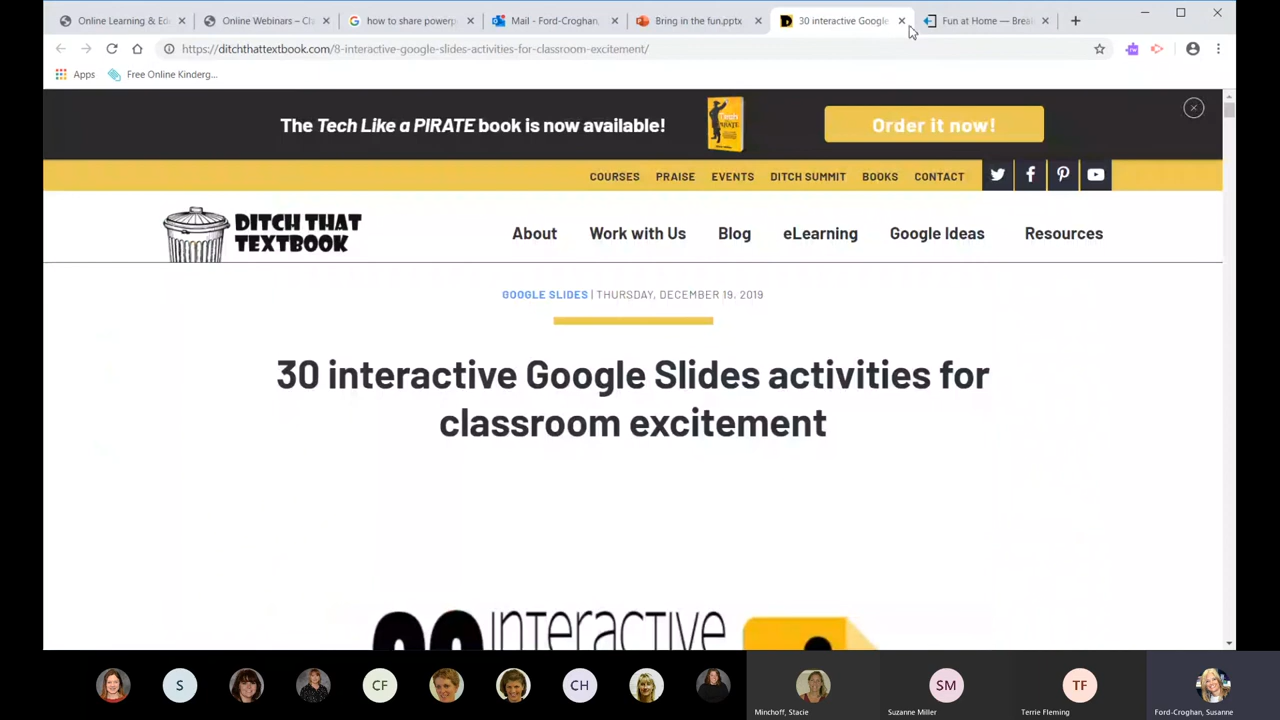 Online Learning & Ed
Online Webinars – Cl
how to share powerp
Mail - Ford-Croghan,
Bring in the fun.pptx
30 interactive Google
Fun at Home — Break
https://ditchthattextbook.com/8-interactive-google-slides-activities-for-classroom-excitement/
Apps
Free Online Kinderg...
The Tech Like a PIRATE book is now available!
Tech
PIRATE
Order it now!
COURSES PRAISE EVENTS DITCH SUMMIT BOOKS CONTACT
DITCH THAT
TEXTBOOK
About Work with Us Blog eLearning Google Ideas Resources
GOOGLE SLIDES | THURSDAY, DECEMBER 19, 2019
30 interactive Google Slides activities for
classroom excitement
interactive
S
CF
CH
SM
TF
Minchoff, Stacie
Suzanne Miller
Terrie Fleming
Ford-Croghan, Susanne